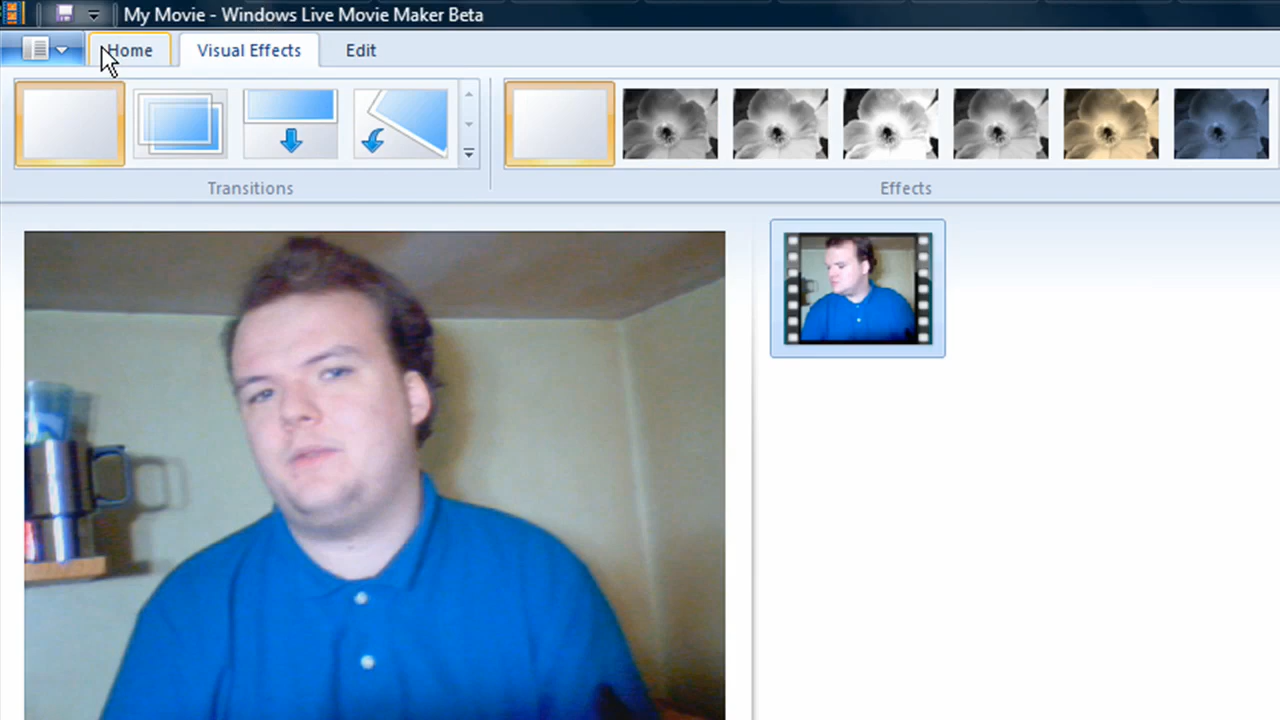 My Movie - Windows Live Movie Maker Beta
Home Visual Effects Edit
Transitions Effects